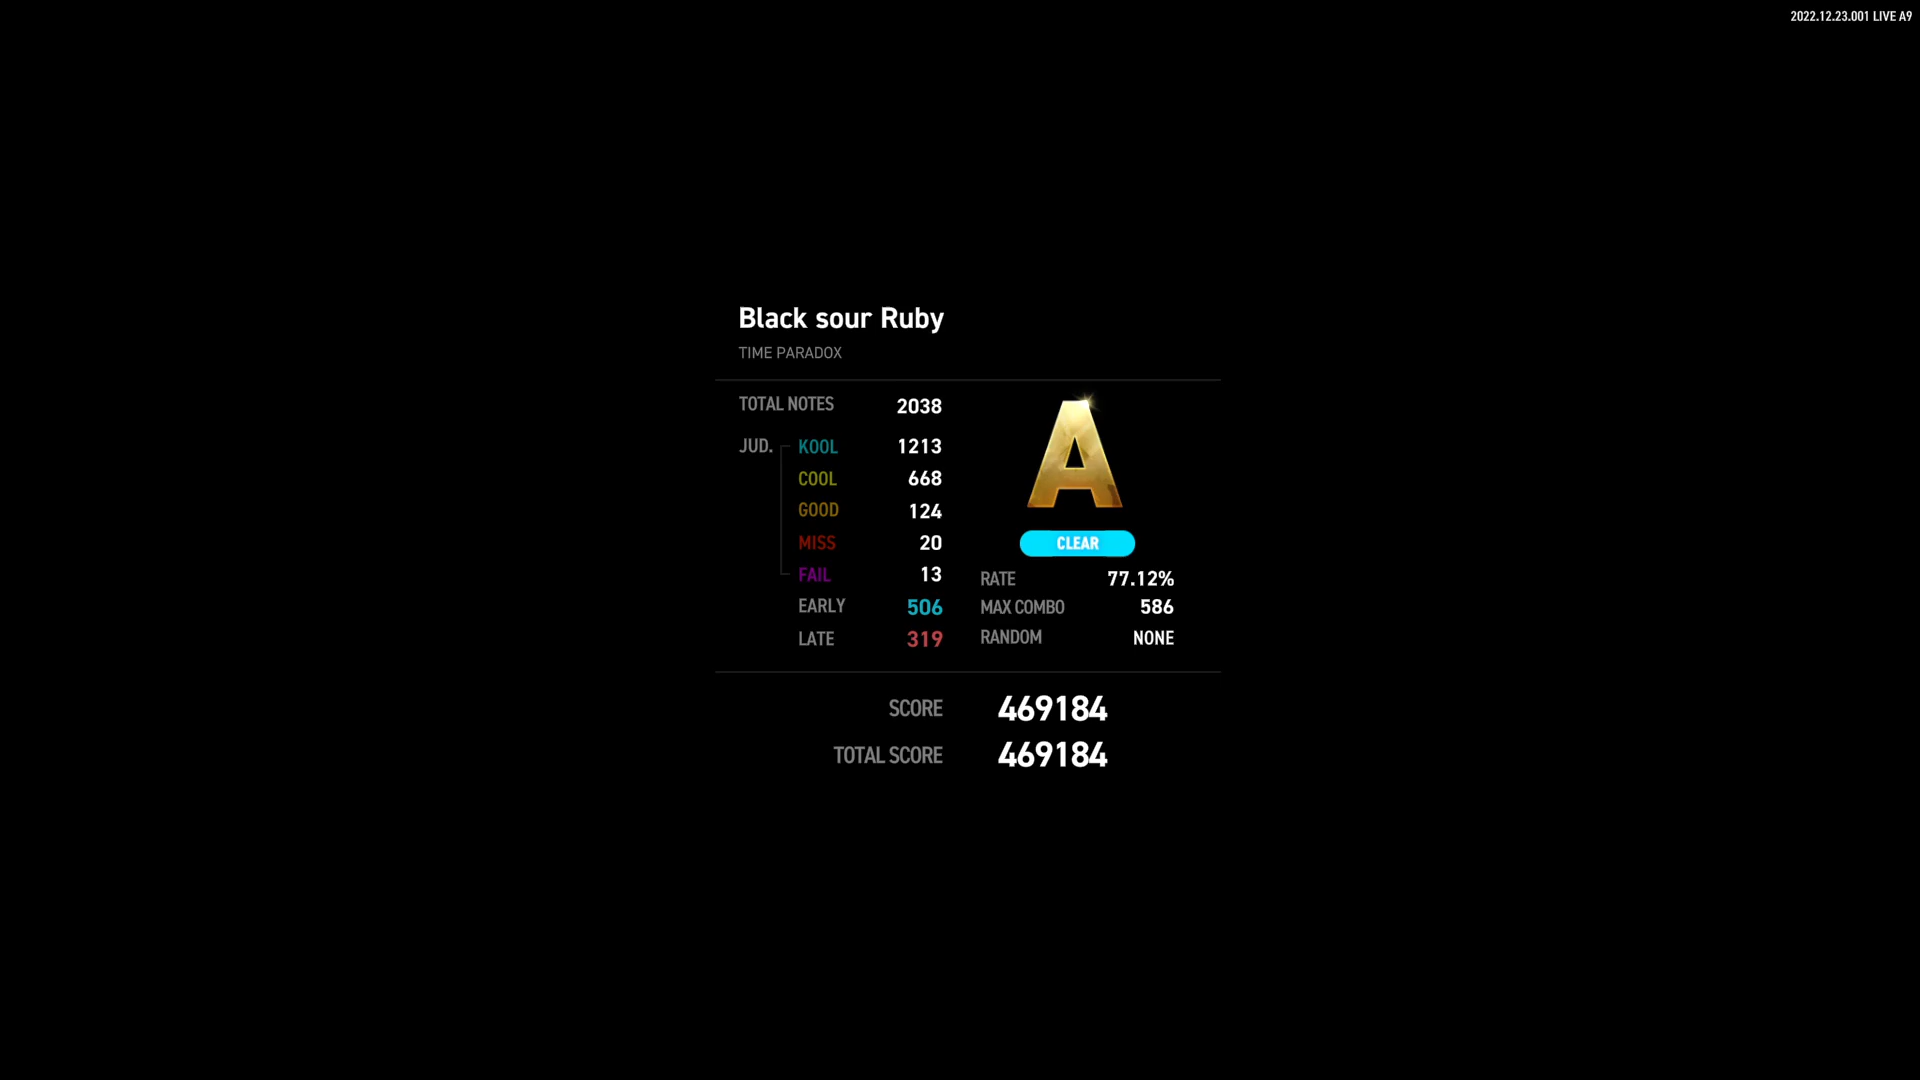 2022.12.23.001 LIVE A9
Black sour Ruby
TIME PARADOX
TOTAL NOTES 2038
JUD. KOOL 1213
COOL 668
GOOD 124
MISS 20
FAIL 13
EARLY 506
LATE 319
A
CLEAR
RATE 77.12%
MAX COMBO 586
RANDOM NONE
SCORE 469184
TOTAL SCORE 469184